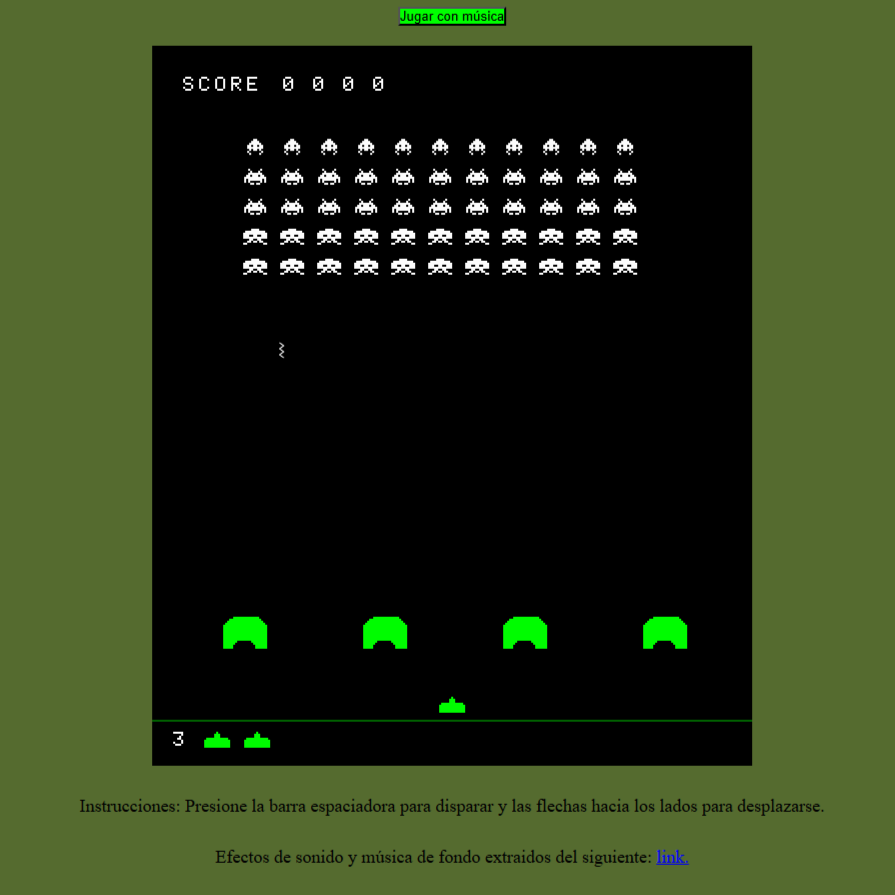 Jugar con música
SCORE 0 0 0 0
3
Instrucciones: Presione la barra espaciadora para disparar y las flechas hacia los lados para desplazarse.
Efectos de sonido y música de fondo extraidos del siguiente: link.